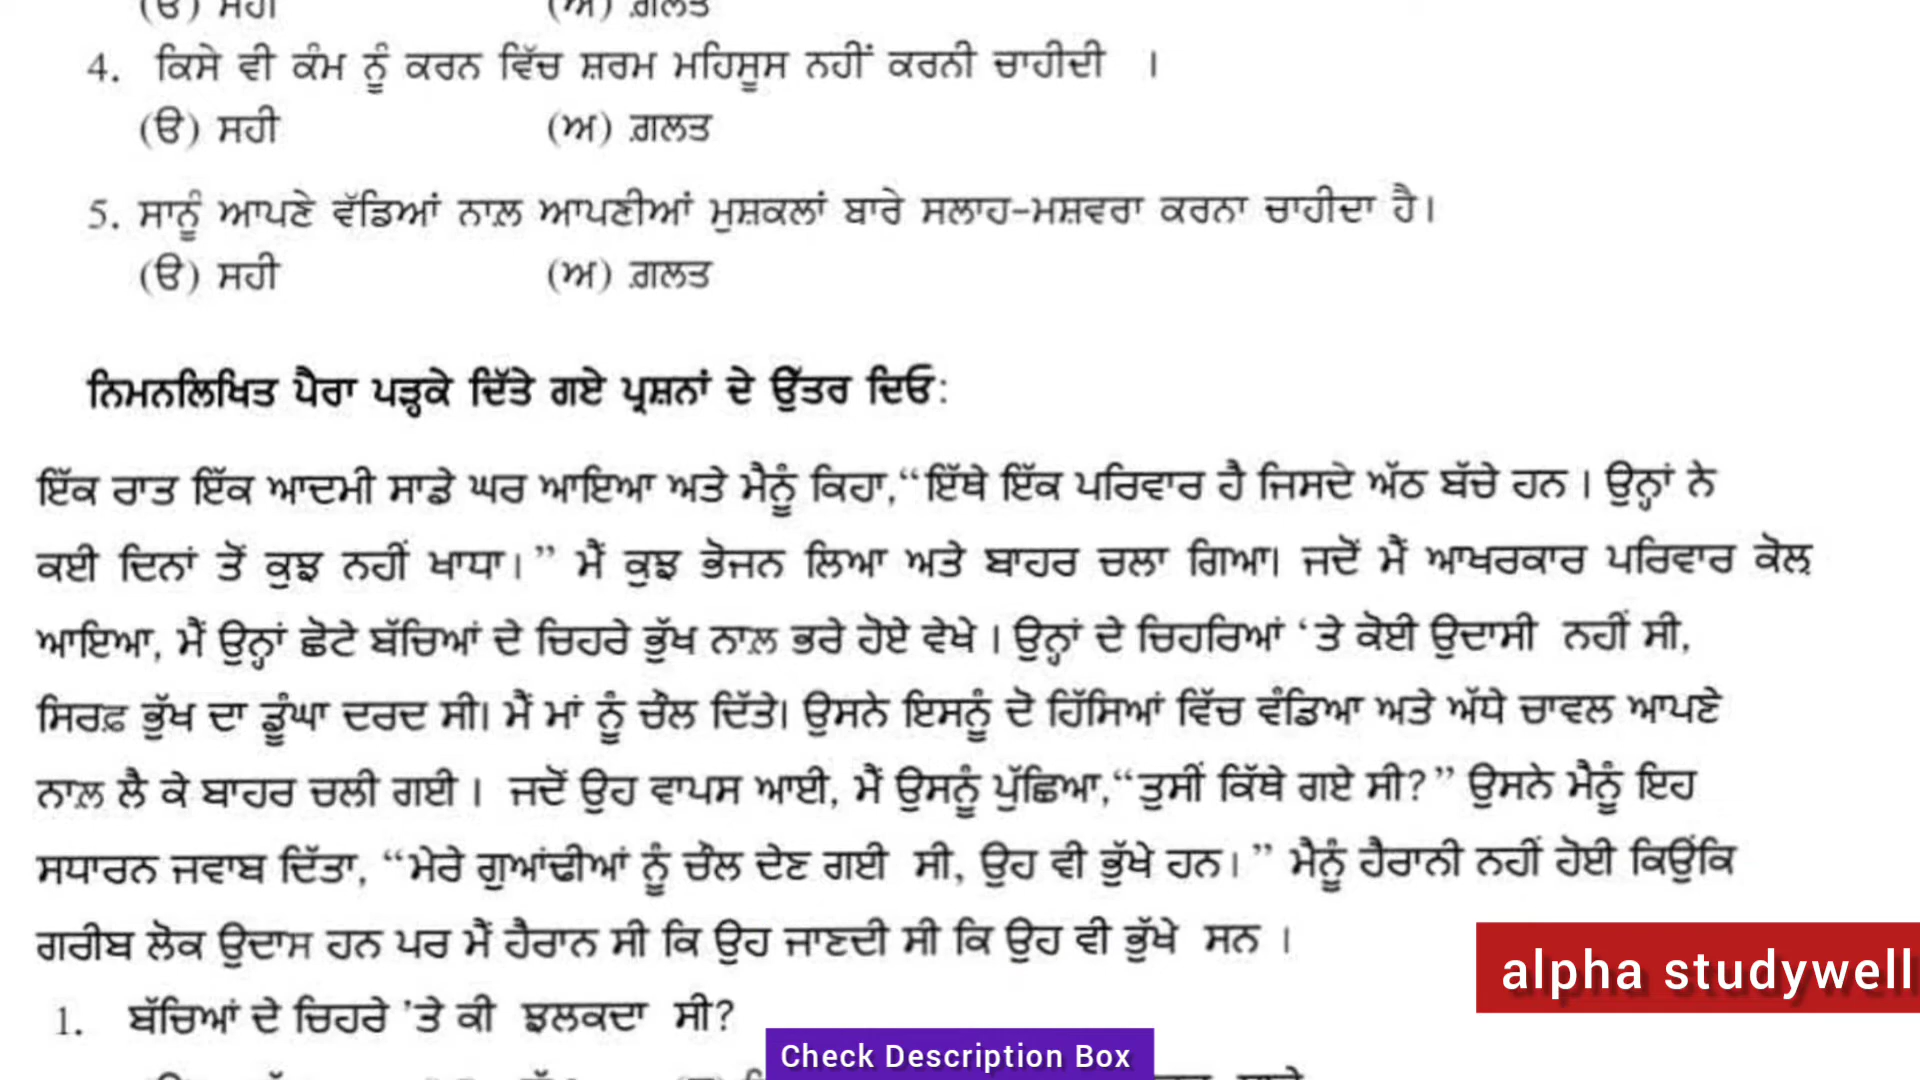 (ੳ) ਸਹੀ (ਅ) ਗ਼ਲਤ
4. ਕਿਸੇ ਵੀ ਕੰਮ ਨੂੰ ਕਰਨ ਵਿੱਚ ਸ਼ਰਮ ਮਹਿਸੂਸ ਨਹੀਂ ਕਰਨੀ ਚਾਹੀਦੀ ।
(ੳ) ਸਹੀ (ਅ) ਗ਼ਲਤ
5. ਸਾਨੂੰ ਆਪਣੇ ਵੱਡਿਆਂ ਨਾਲ਼ ਆਪਣੀਆਂ ਮੁਸ਼ਕਲਾਂ ਬਾਰੇ ਸਲਾਹ-ਮਸ਼ਵਰਾ ਕਰਨਾ ਚਾਹੀਦਾ ਹੈ।
(ੳ) ਸਹੀ (ਅ) ਗ਼ਲਤ
ਨਿਮਨਲਿਖਿਤ ਪੈਰਾ ਪੜ੍ਹਕੇ ਦਿੱਤੇ ਗਏ ਪ੍ਰਸ਼ਨਾਂ ਦੇ ਉੱਤਰ ਦਿਓ:
ਇੱਕ ਰਾਤ ਇੱਕ ਆਦਮੀ ਸਾਡੇ ਘਰ ਆਇਆ ਅਤੇ ਮੈਨੂੰ ਕਿਹਾ,“ਇੱਥੇ ਇੱਕ ਪਰਿਵਾਰ ਹੈ ਜਿਸਦੇ ਅੱਠ ਬੱਚੇ ਹਨ। ਉਨ੍ਹਾਂ ਨੇ
ਕਈ ਦਿਨਾਂ ਤੋਂ ਕੁਝ ਨਹੀਂ ਖਾਧਾ।” ਮੈਂ ਕੁਝ ਭੋਜਨ ਲਿਆ ਅਤੇ ਬਾਹਰ ਚਲਾ ਗਿਆ। ਜਦੋਂ ਮੈਂ ਆਖਰਕਾਰ ਪਰਿਵਾਰ ਕੋਲ਼
ਆਇਆ, ਮੈਂ ਉਨ੍ਹਾਂ ਛੋਟੇ ਬੱਚਿਆਂ ਦੇ ਚਿਹਰੇ ਭੁੱਖ ਨਾਲ਼ ਭਰੇ ਹੋਏ ਵੇਖੇ । ਉਨ੍ਹਾਂ ਦੇ ਚਿਹਰਿਆਂ ‘ਤੇ ਕੋਈ ਉਦਾਸੀ ਨਹੀਂ ਸੀ,
ਸਿਰਫ਼ ਭੁੱਖ ਦਾ ਡੂੰਘਾ ਦਰਦ ਸੀ। ਮੈਂ ਮਾਂ ਨੂੰ ਚੌਲ ਦਿੱਤੇ। ਉਸਨੇ ਇਸਨੂੰ ਦੋ ਹਿੱਸਿਆਂ ਵਿੱਚ ਵੰਡਿਆ ਅਤੇ ਅੱਧੇ ਚਾਵਲ ਆਪਣੇ
ਨਾਲ਼ ਲੈ ਕੇ ਬਾਹਰ ਚਲੀ ਗਈ । ਜਦੋਂ ਉਹ ਵਾਪਸ ਆਈ, ਮੈਂ ਉਸਨੂੰ ਪੁੱਛਿਆ,“ਤੁਸੀਂ ਕਿੱਥੇ ਗਏ ਸੀ?” ਉਸਨੇ ਮੈਨੂੰ ਇਹ
ਸਧਾਰਨ ਜਵਾਬ ਦਿੱਤਾ, “ਮੇਰੇ ਗੁਆਂਢੀਆਂ ਨੂੰ ਚੌਲ ਦੇਣ ਗਈ ਸੀ, ਉਹ ਵੀ ਭੁੱਖੇ ਹਨ।” ਮੈਨੂੰ ਹੈਰਾਨੀ ਨਹੀਂ ਹੋਈ ਕਿਉਂਕਿ
ਗਰੀਬ ਲੋਕ ਉਦਾਸ ਹਨ ਪਰ ਮੈਂ ਹੈਰਾਨ ਸੀ ਕਿ ਉਹ ਜਾਣਦੀ ਸੀ ਕਿ ਉਹ ਵੀ ਭੁੱਖੇ ਸਨ ।
alpha studywell
1. ਬੱਚਿਆਂ ਦੇ ਚਿਹਰੇ 'ਤੇ ਕੀ ਝਲਕਦਾ ਸੀ?
Check Description Box